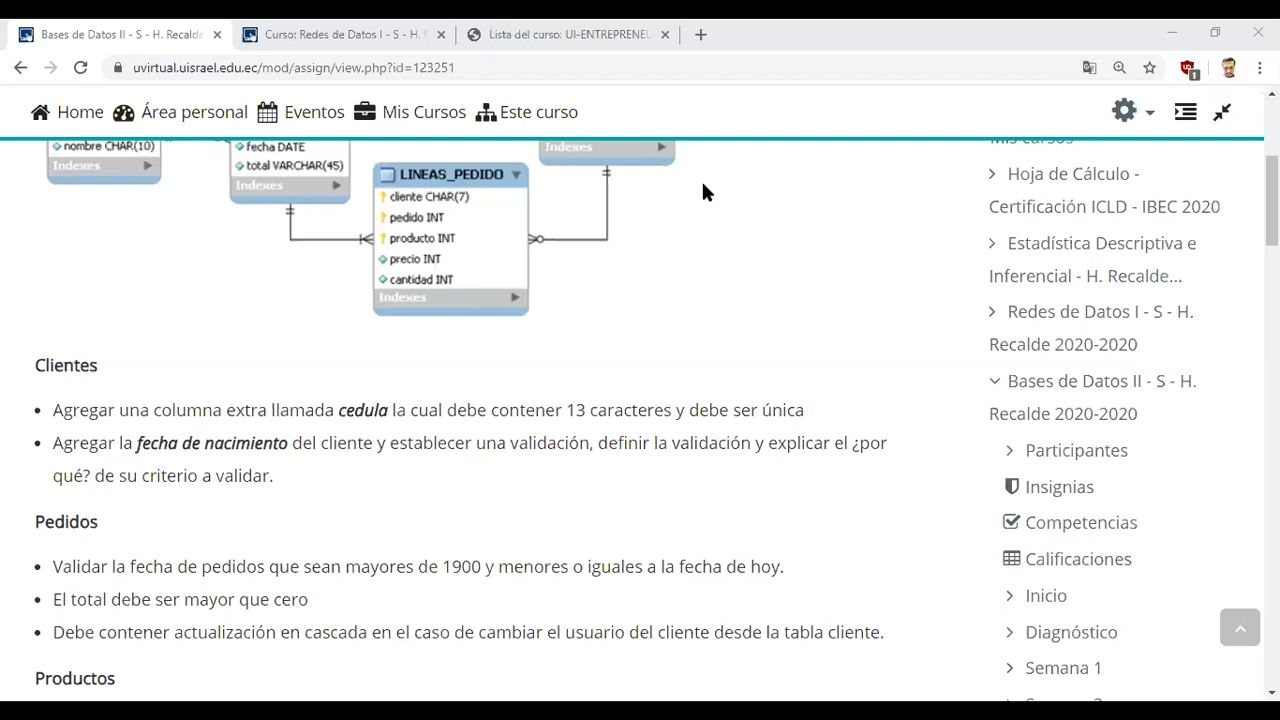 Bases de Datos II - S - H. Recalde
Curso: Redes de Datos I - S - H. R
Lista del curso: UI-ENTREPRENEU
uvirtual.uisrael.edu.ec/mod/assign/view.php?id=123251
1
Home
Área personal
Eventos
Mis Cursos
Este curso
nombre CHAR(10)
Indexes
fecha DATE
total VARCHAR(45)
Indexes
Indexes
LINEAS_PEDIDO
cliente CHAR(7)
pedido INT
producto INT
precio INT
cantidad INT
Indexes
Clientes
• Agregar una columna extra llamada cedula la cual debe contener 13 caracteres y debe ser única
• Agregar la fecha de nacimiento del cliente y establecer una validación, definir la validación y explicar el ¿por
qué? de su criterio a validar.
Pedidos
• Validar la fecha de pedidos que sean mayores de 1900 y menores o iguales a la fecha de hoy.
• El total debe ser mayor que cero
• Debe contener actualización en cascada en el caso de cambiar el usuario del cliente desde la tabla cliente.
Productos
Mis cursos
Hoja de Cálculo -
Certificación ICLD - IBEC 2020
Estadística Descriptiva e
Inferencial - H. Recalde...
Redes de Datos I - S - H.
Recalde 2020-2020
Bases de Datos II - S - H.
Recalde 2020-2020
Participantes
Insignias
Competencias
Calificaciones
Inicio
Diagnóstico
Semana 1